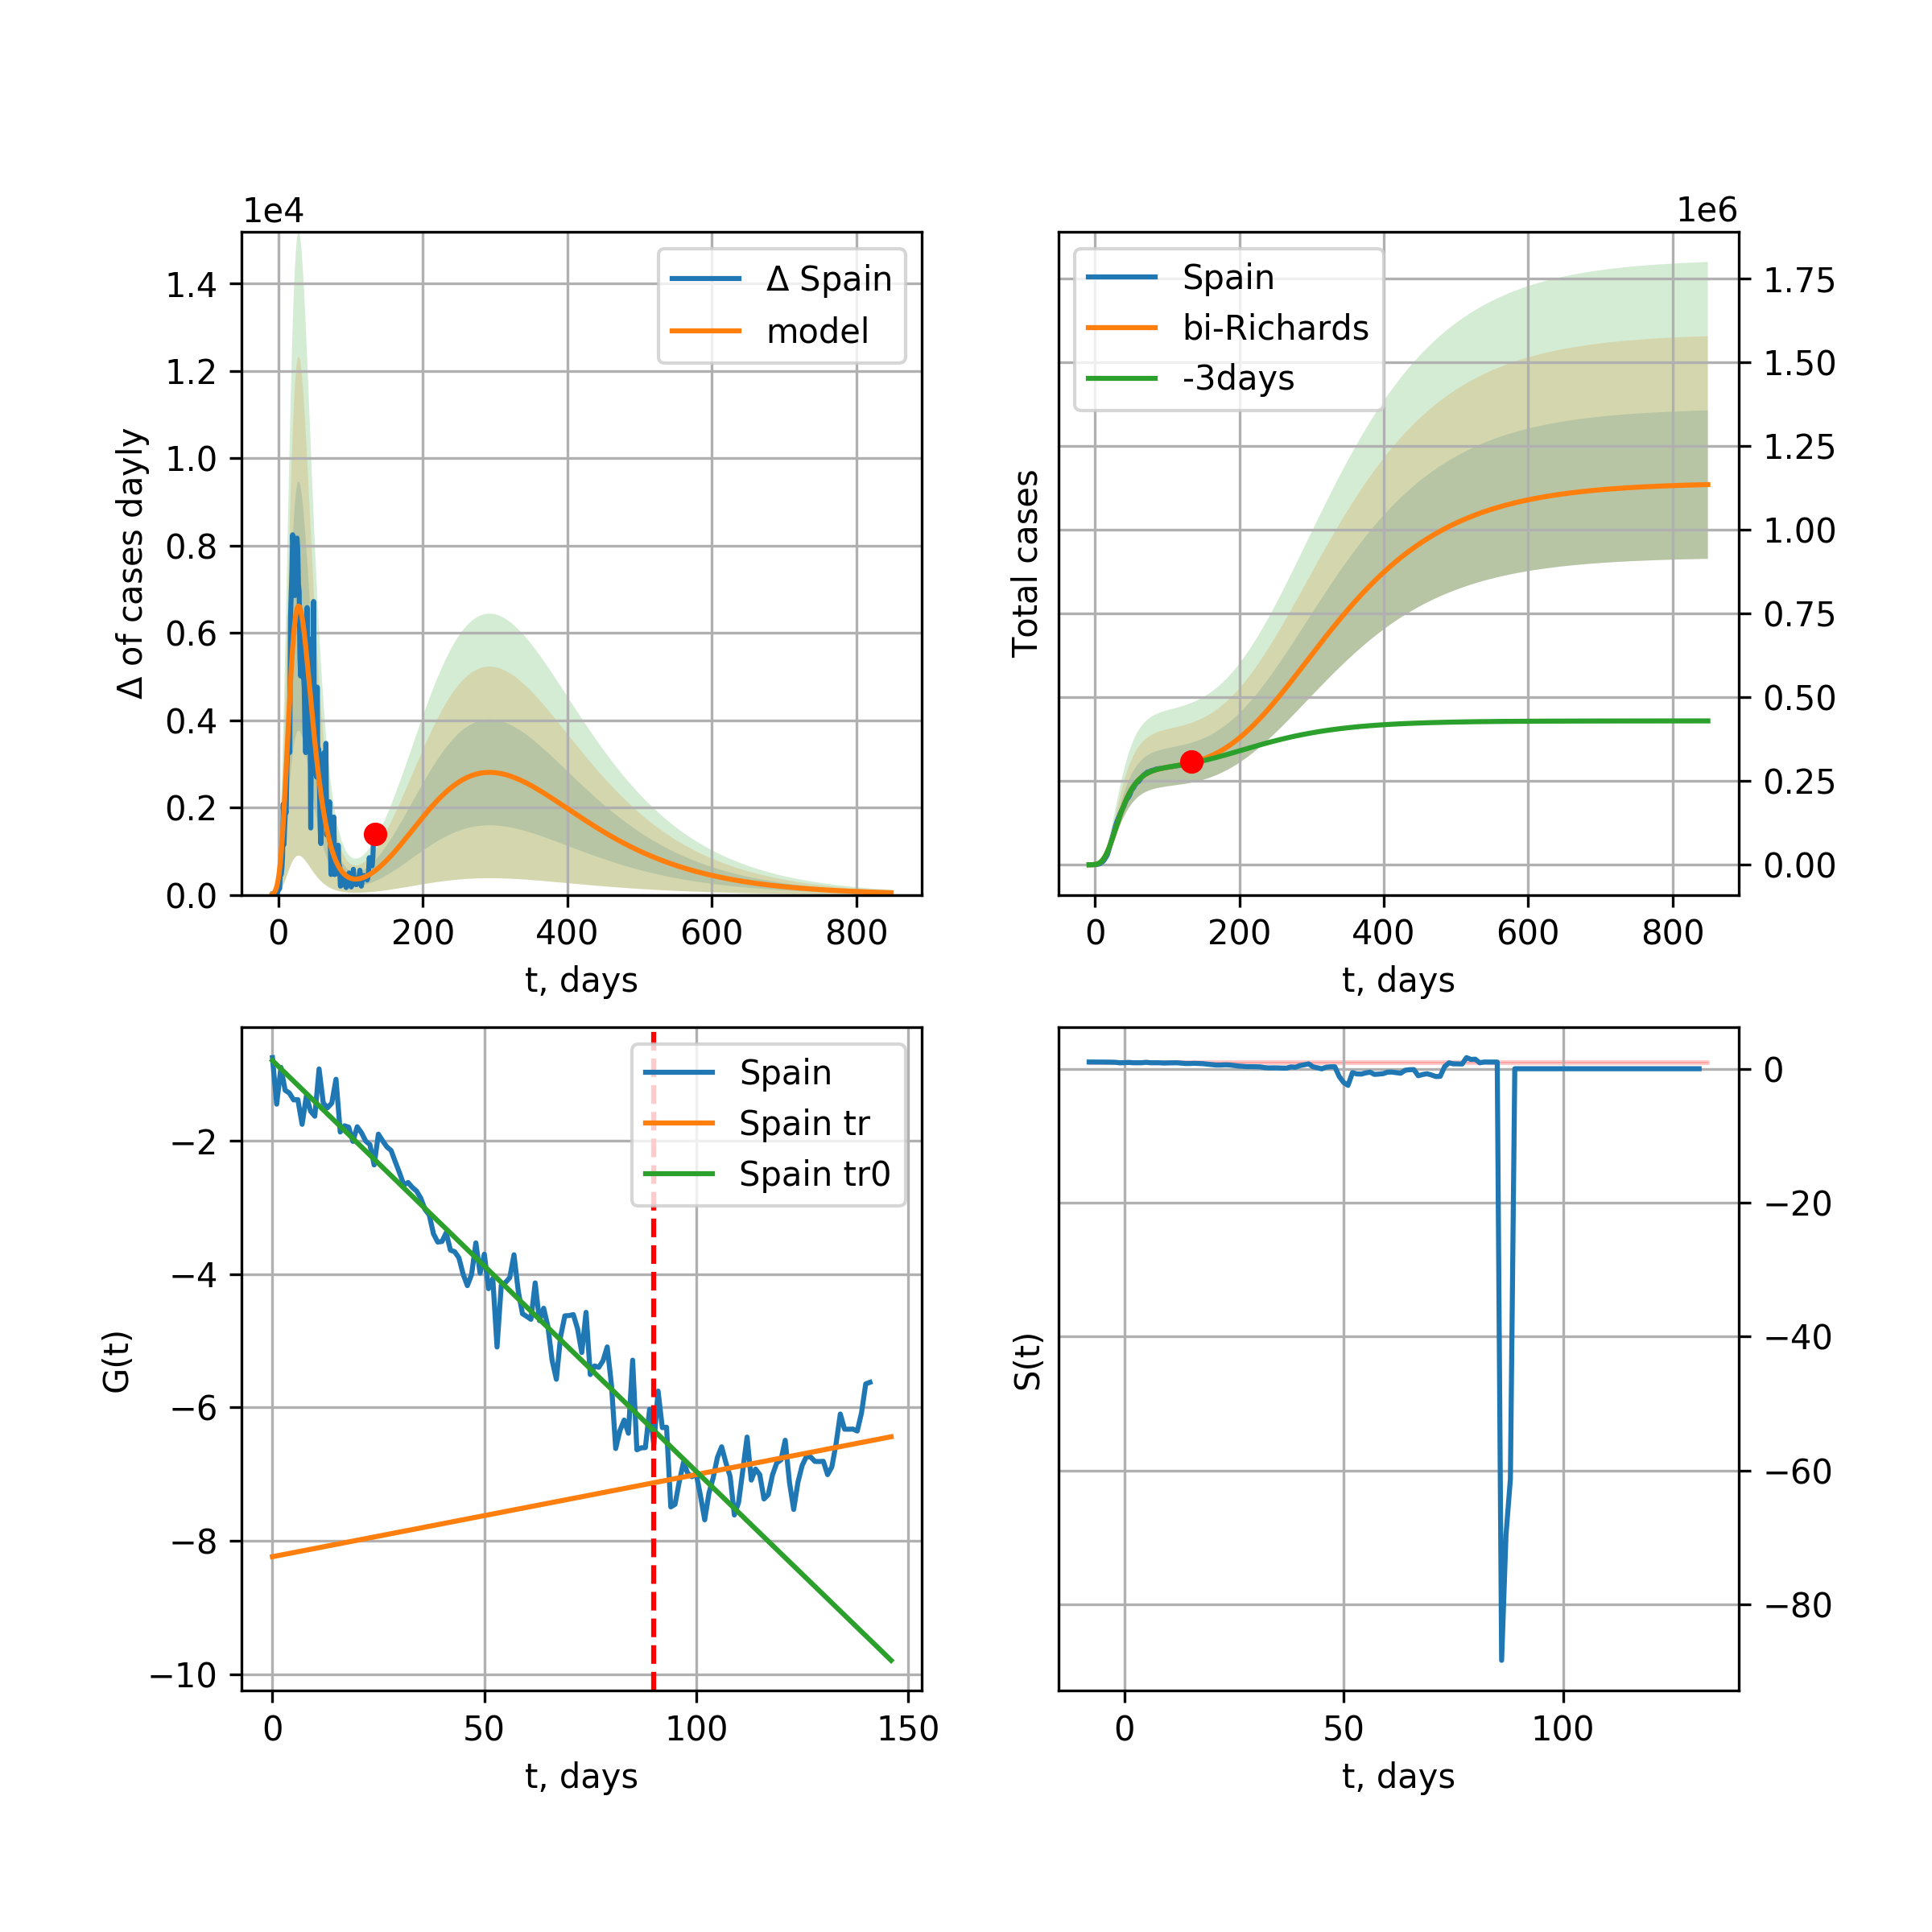 1e4
Δ of cases dayly
1.4
1.2
1.0
0.8
0.6
0.4
0.2
0.0
Δ Spain
model
0 200 400 600 800
t, days
1e6
Total cases
Spain
bi-Richards
-3days
1.75
1.50
1.25
1.00
0.75
0.50
0.25
0.00
0 200 400 600 800
t, days
G(t)
−2
−4
−6
−8
−10
Spain
Spain tr
Spain tr0
0 50 100 150
t, days
S(t)
0
−20
−40
−60
−80
0 50 100
t, days